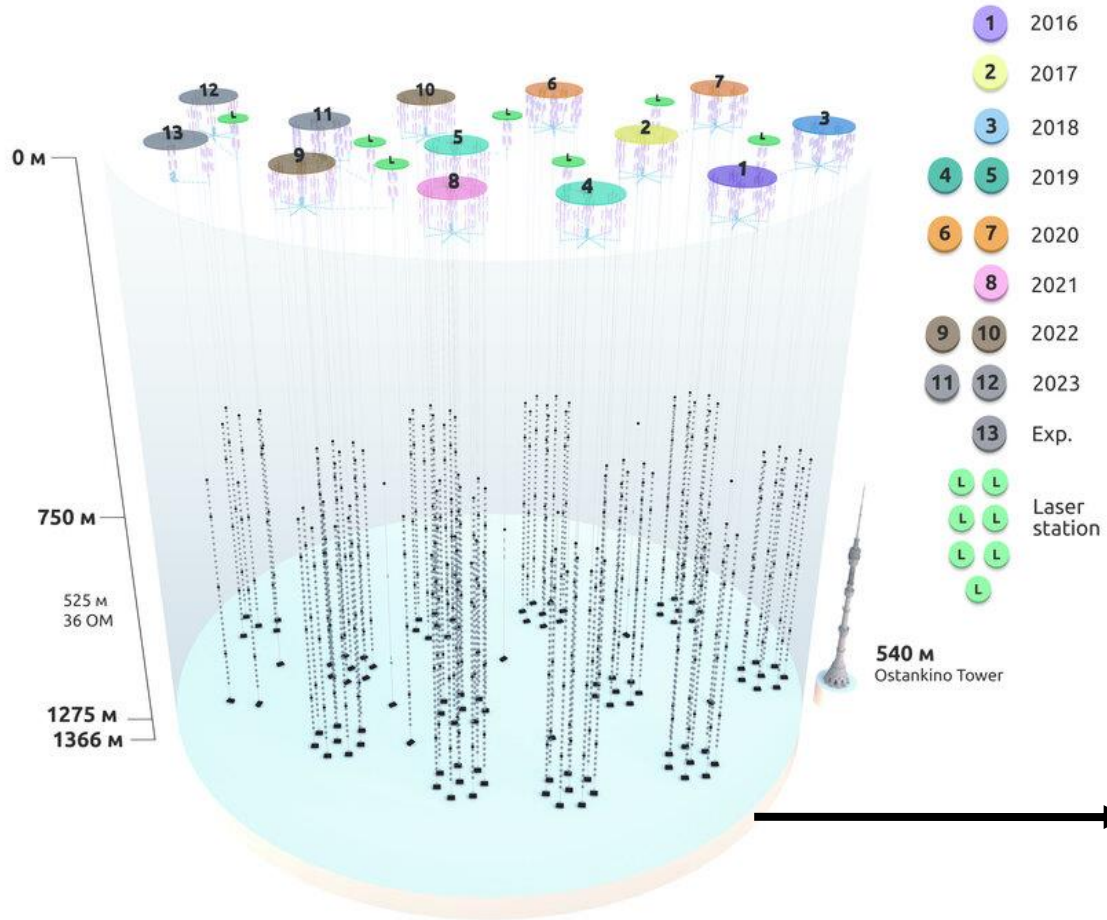 12
10
6
7
L
L
L
11
13
5
2
3
L
L
L
L
9
8
4
1
0 м
750 м
525 м
36 ОМ
1275 м
1366 м
540 м
Ostankino Tower
1 2016
2 2017
3 2018
4 5 2019
6 7 2020
8 2021
9 10 2022
11 12 2023
13 Exp.
L L
L L
L L
L
Laser
station